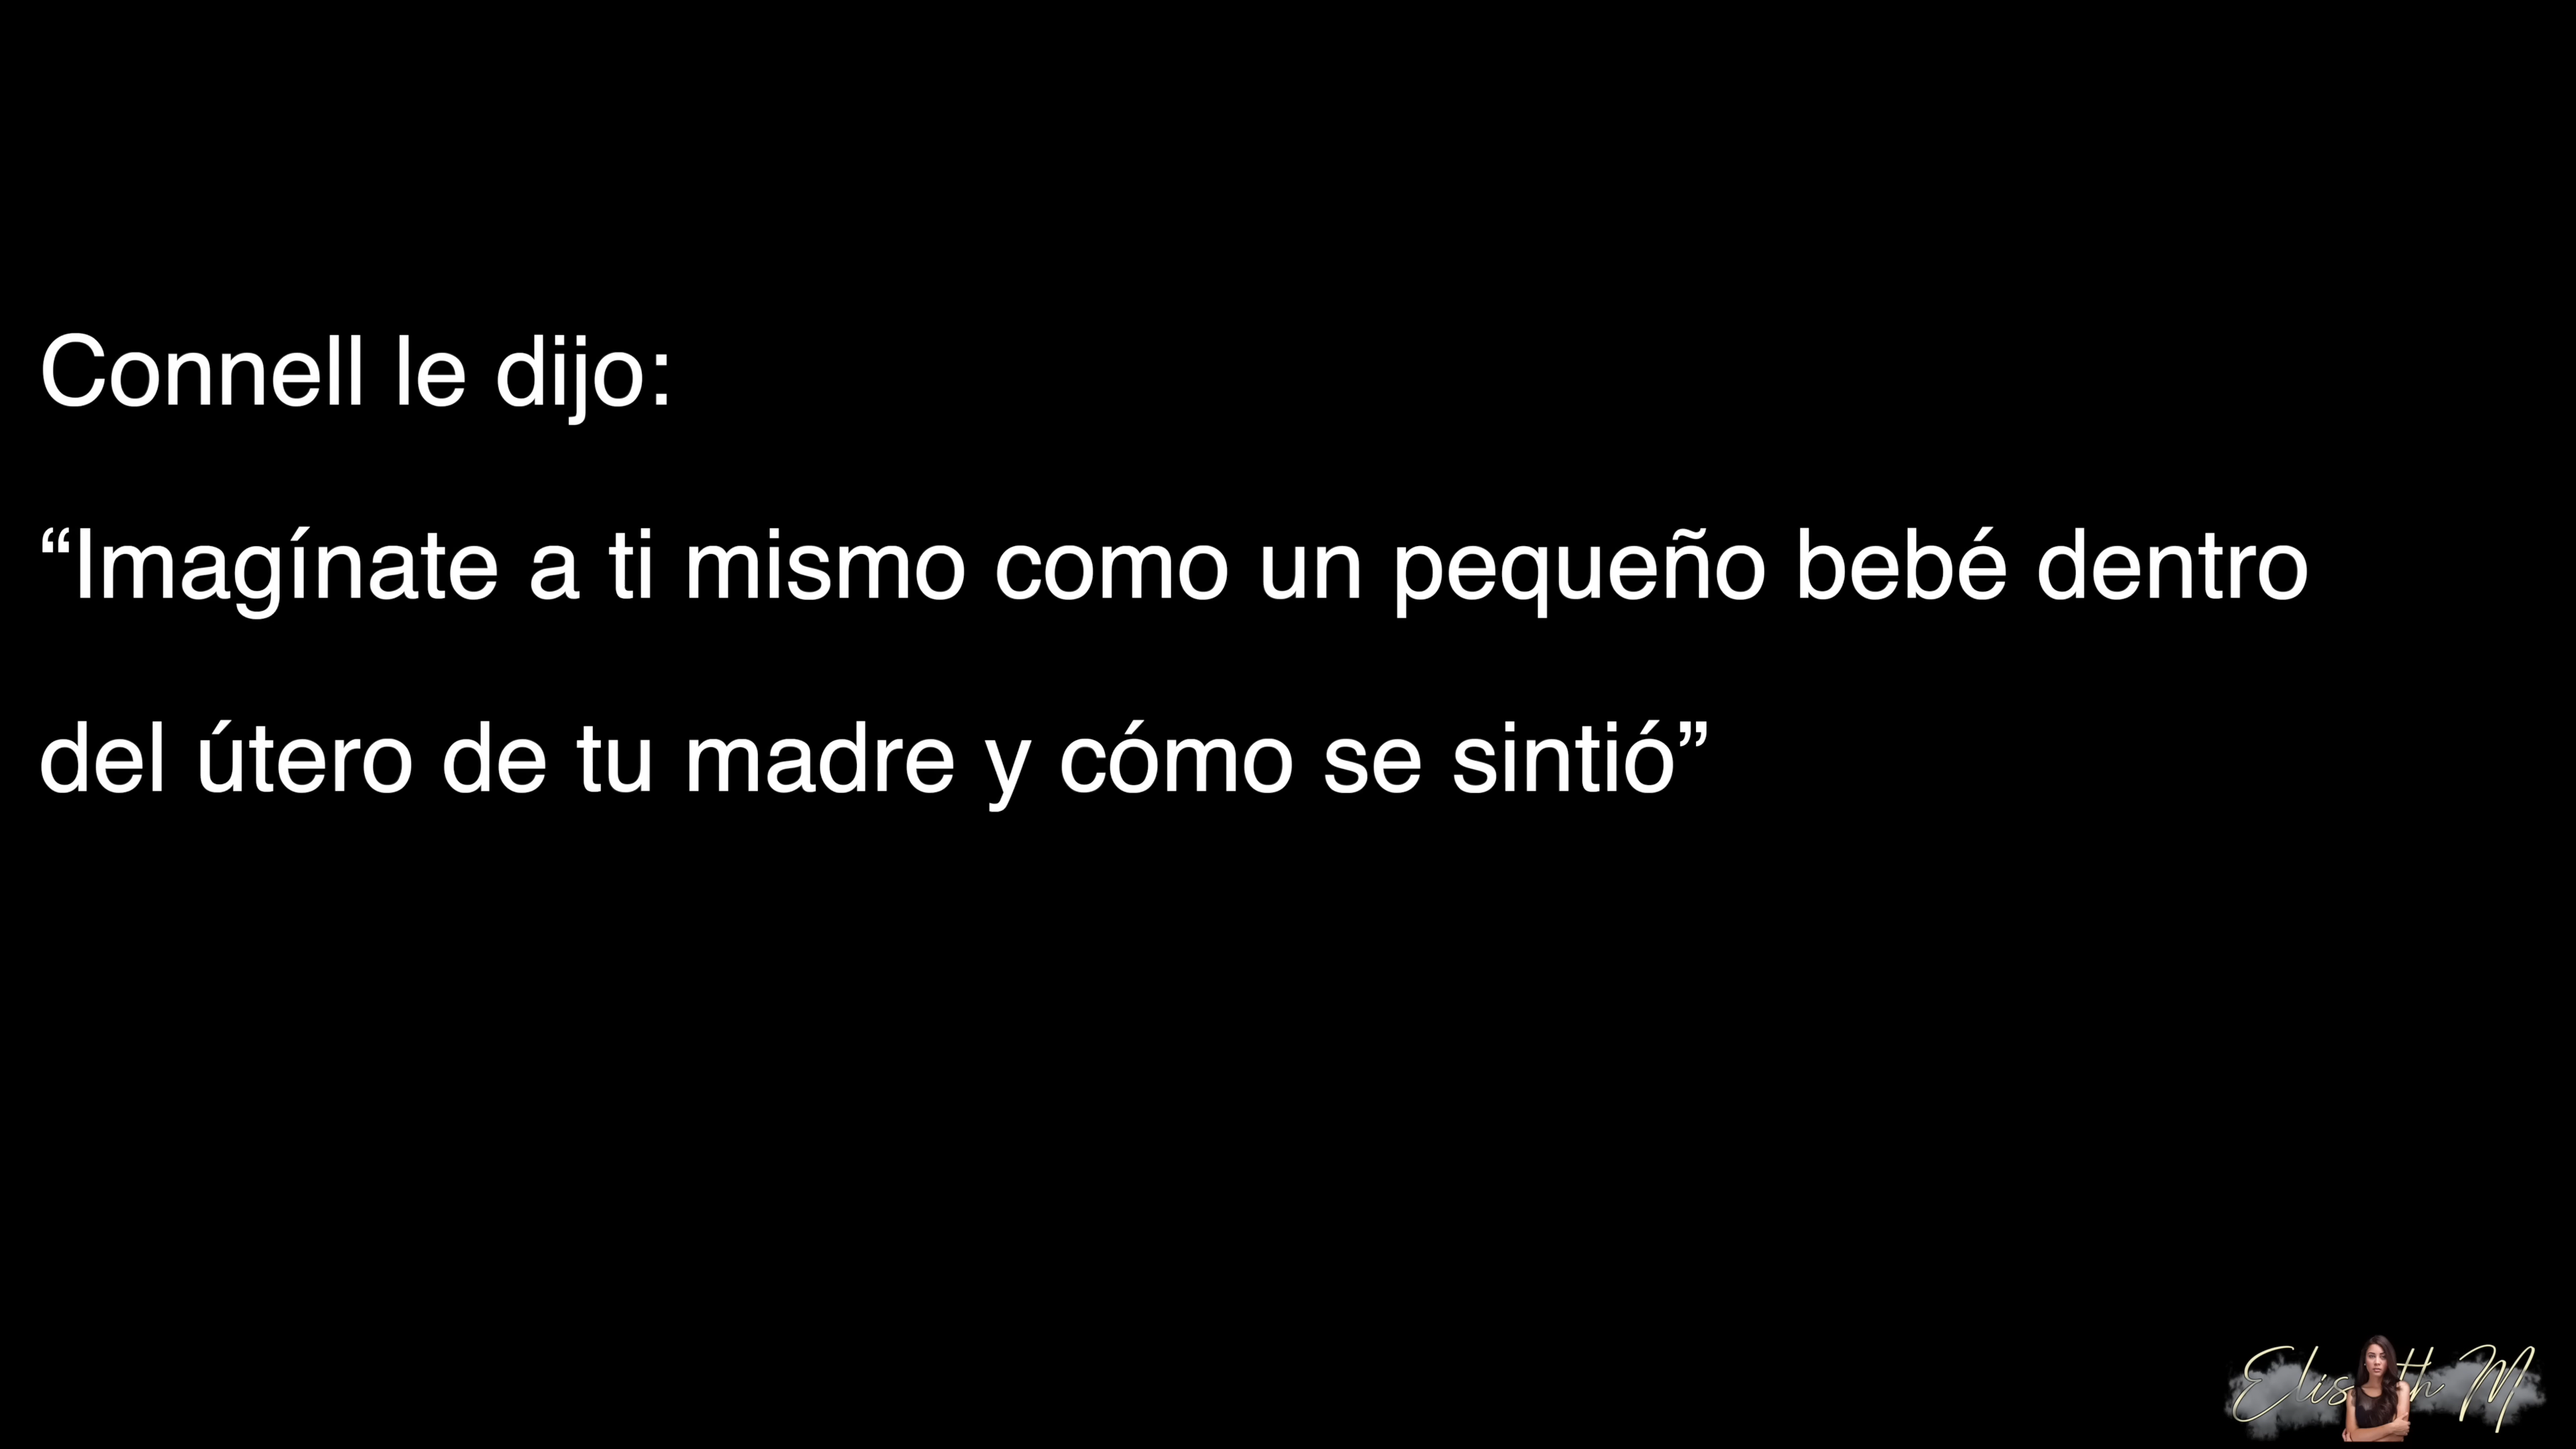 Connell le dijo:
“Imagínate a ti mismo como un pequeño bebé dentro
del útero de tu madre y cómo se sintió”